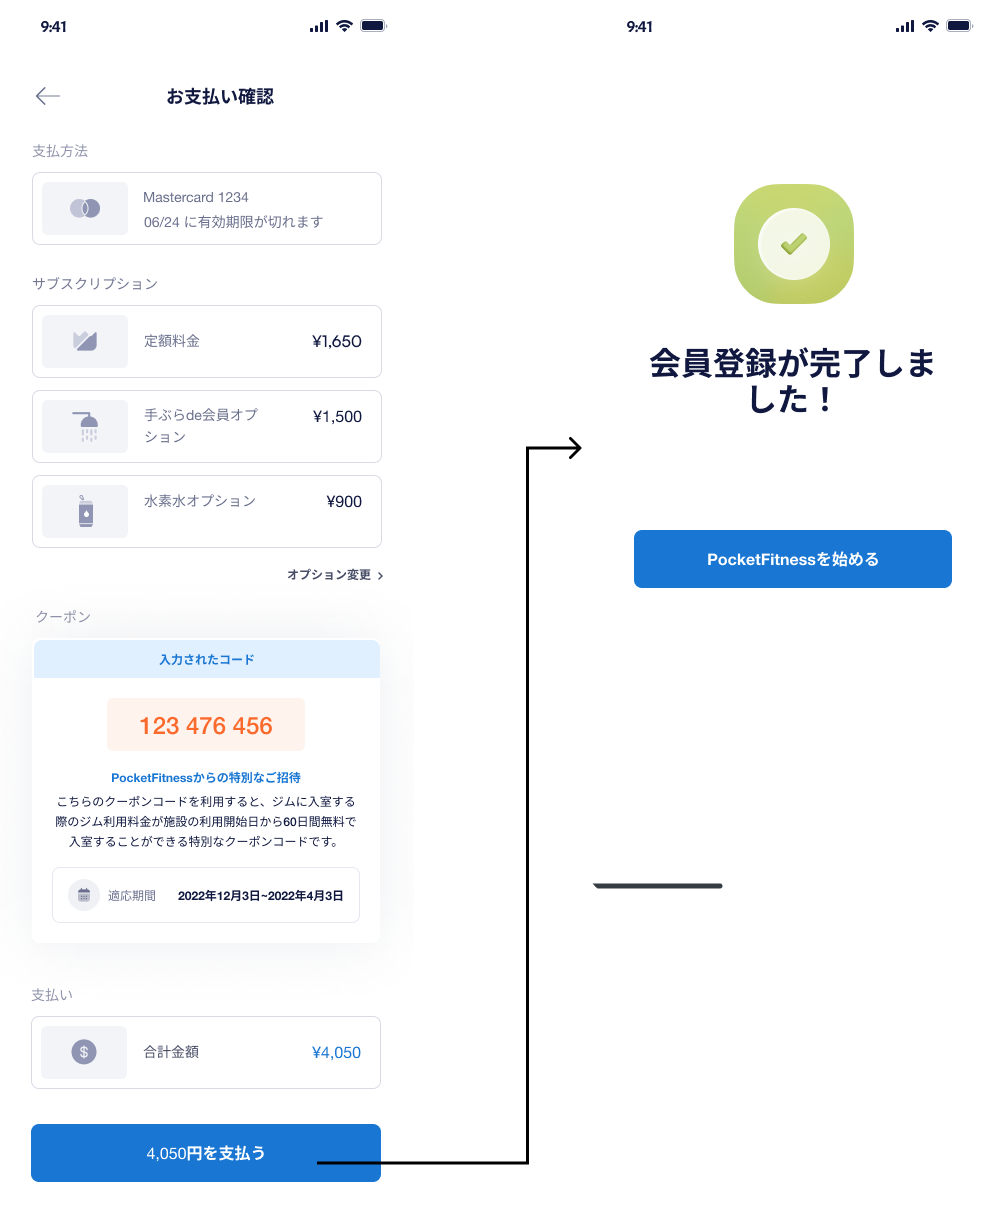 9:41
お支払い確認
支払方法
Mastercard 1234
06/24 に有効期限が切れます
サブスクリプション
定額料金
¥1,650
手ぶらde会員オプ
ション
¥1,500
水素水オプション
¥900
オプション変更
クーポン
入力されたコード
123 476 456
PocketFitnessからの特別なご招待
こちらのクーポンコードを利用すると、ジムに入室する
際のジム利用料金が施設の利用開始日から60日間無料で
入室することができる特別なクーポンコードです。
適応期間
2022年12月3日~2022年4月3日
支払い
$
合計金額
¥4,050
4,050円を支払う
9:41
会員登録が完了しま
した！
PocketFitnessを始める